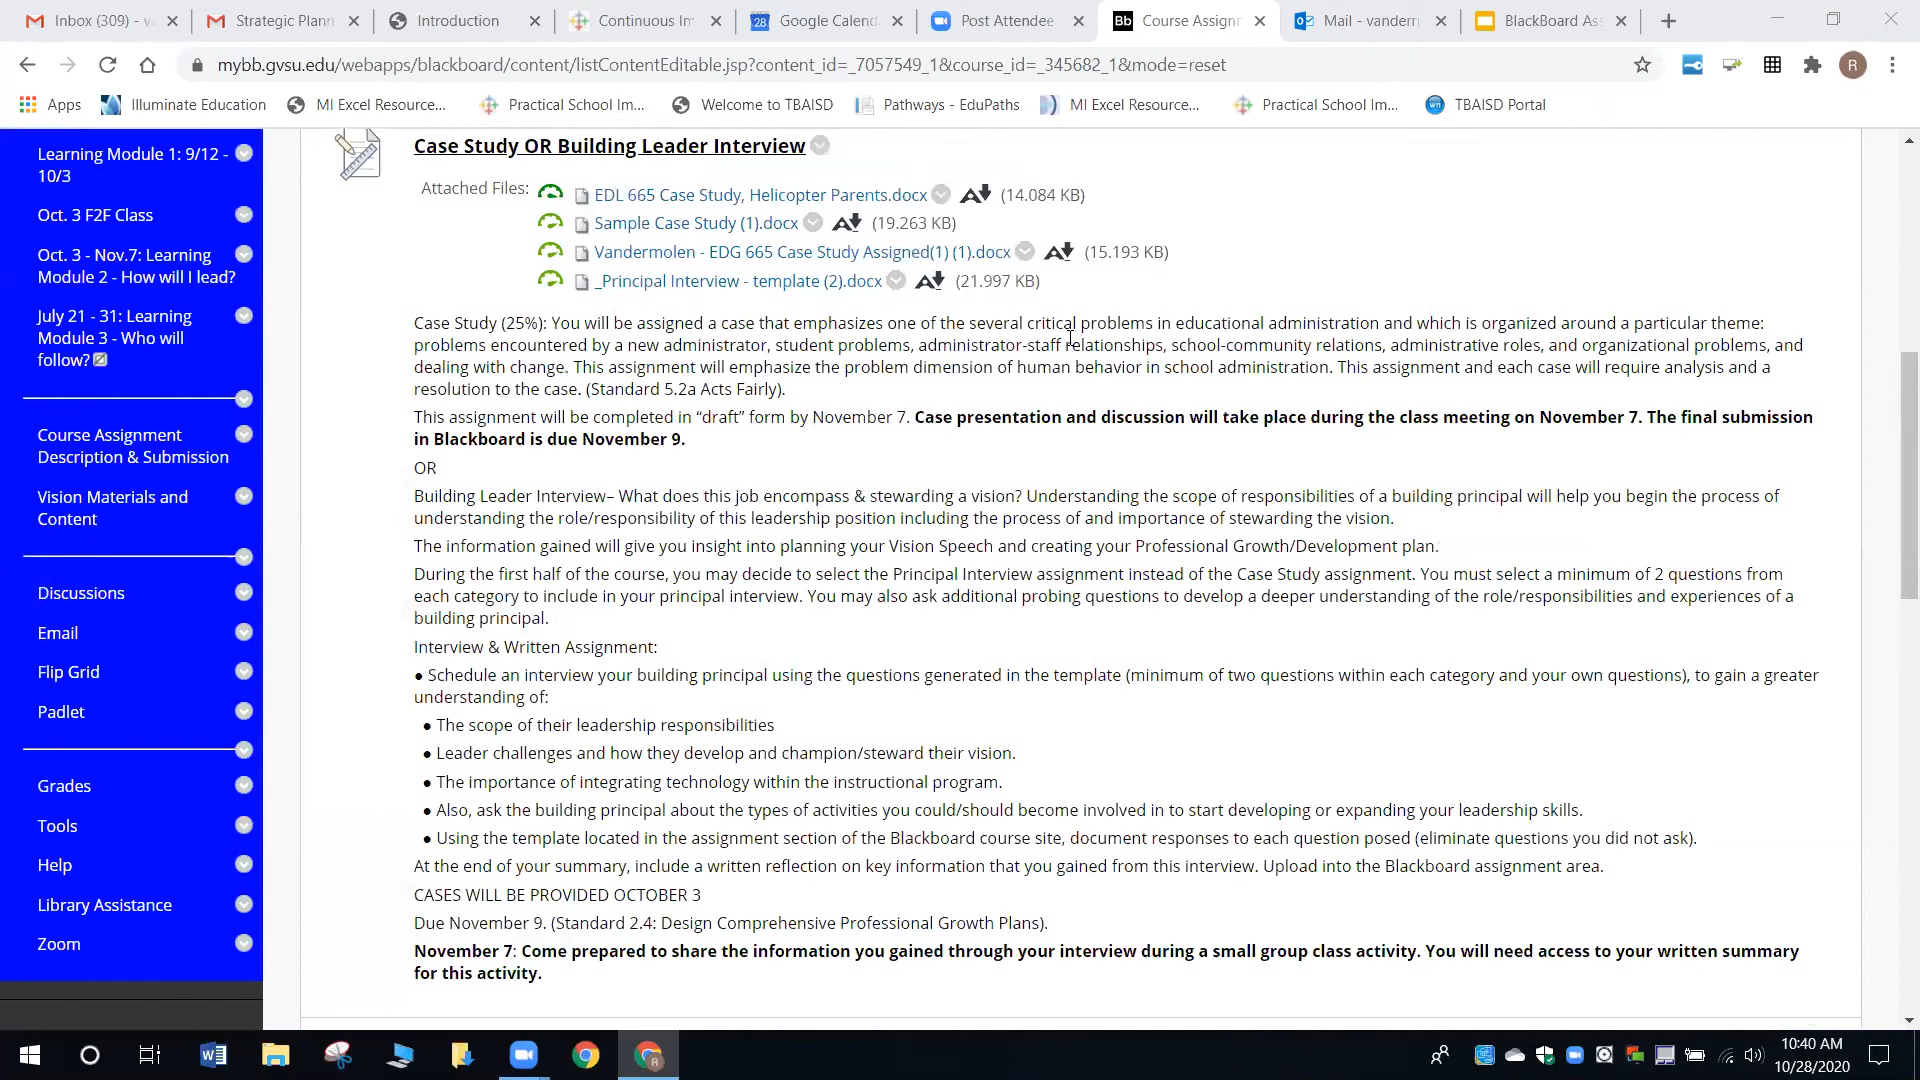 Inbox (309) - v
Strategic Plann
Introduction
Continuous Im
Google Calend
Post Attendee
Bb
Course Assignm
Mail - vanderm
BlackBoard As
mybb.gvsu.edu/webapps/blackboard/content/listContentEditable.jsp?content_id=_7057549_1&course_id=_345682_1&mode=reset
R
Apps
Illuminate Education
MI Excel Resource...
Practical School Im...
Welcome to TBAISD
Pathways - EduPaths
MI Excel Resource...
Practical School Im...
TBAISD Portal
Learning Module 1: 9/12 -
10/3
Oct. 3 F2F Class
Oct. 3 - Nov.7: Learning
Module 2 - How will I lead?
July 21 - 31: Learning
Module 3 - Who will
follow?
Course Assignment
Description & Submission
Vision Materials and
Content
Discussions
Email
Flip Grid
Padlet
Grades
Tools
Help
Library Assistance
Zoom
Case Study OR Building Leader Interview
Attached Files:
EDL 665 Case Study, Helicopter Parents.docx (14.084 KB)
Sample Case Study (1).docx (19.263 KB)
Vandermolen - EDG 665 Case Study Assigned(1) (1).docx (15.193 KB)
_Principal Interview - template (2).docx (21.997 KB)
Case Study (25%): You will be assigned a case that emphasizes one of the several critical problems in educational administration and which is organized around a particular theme:
problems encountered by a new administrator, student problems, administrator-staff relationships, school-community relations, administrative roles, and organizational problems, and
dealing with change. This assignment will emphasize the problem dimension of human behavior in school administration. This assignment and each case will require analysis and a
resolution to the case. (Standard 5.2a Acts Fairly).
This assignment will be completed in “draft” form by November 7. Case presentation and discussion will take place during the class meeting on November 7. The final submission
in Blackboard is due November 9.
OR
Building Leader Interview– What does this job encompass & stewarding a vision? Understanding the scope of responsibilities of a building principal will help you begin the process of
understanding the role/responsibility of this leadership position including the process of and importance of stewarding the vision.
The information gained will give you insight into planning your Vision Speech and creating your Professional Growth/Development plan.
During the first half of the course, you may decide to select the Principal Interview assignment instead of the Case Study assignment. You must select a minimum of 2 questions from
each category to include in your principal interview. You may also ask additional probing questions to develop a deeper understanding of the role/responsibilities and experiences of a
building principal.
Interview & Written Assignment:
● Schedule an interview your building principal using the questions generated in the template (minimum of two questions within each category and your own questions), to gain a greater
understanding of:
● The scope of their leadership responsibilities
● Leader challenges and how they develop and champion/steward their vision.
● The importance of integrating technology within the instructional program.
● Also, ask the building principal about the types of activities you could/should become involved in to start developing or expanding your leadership skills.
● Using the template located in the assignment section of the Blackboard course site, document responses to each question posed (eliminate questions you did not ask).
At the end of your summary, include a written reflection on key information that you gained from this interview. Upload into the Blackboard assignment area.
CASES WILL BE PROVIDED OCTOBER 3
Due November 9. (Standard 2.4: Design Comprehensive Professional Growth Plans).
November 7: Come prepared to share the information you gained through your interview during a small group class activity. You will need access to your written summary
for this activity.
10:40 AM
10/28/2020